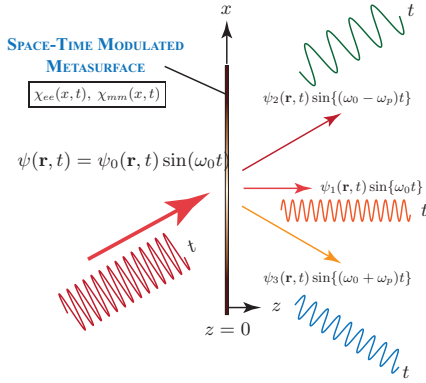 x
SPACE-TIME MODULATED
METASURFACE
χee(x, t), χmm(x, t)
t
ψ2(r, t) sin{(ω0 − ωp)t}
ψ(r, t) = ψ0(r, t) sin(ω0t)
ψ1(r, t) sin{ω0t}
t
t
ψ3(r, t) sin{(ω0 + ωp)t}
z
z = 0
t